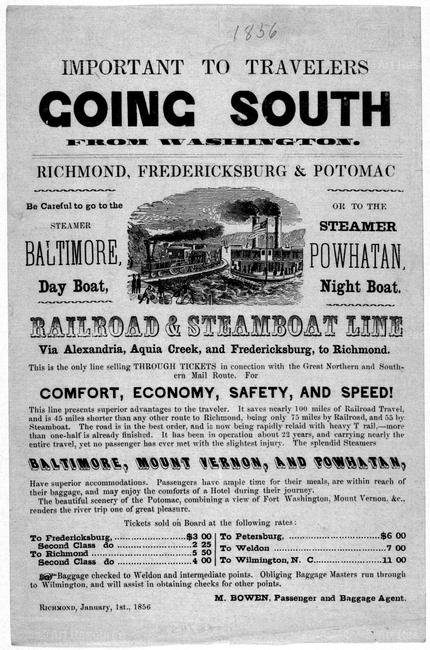 1856
IMPORTANT TO TRAVELERS
GOING SOUTH
FROM WASHINGTON.
RICHMOND, FREDERICKSBURG & POTOMAC
Be Careful to go to the
STEAMER
BALTIMORE,
Day Boat,
OR TO THE
STEAMER
POWHATAN,
Night Boat.
RAILROAD & STEAMBOAT LINE
Via Alexandria, Aquia Creek, and Fredericksburg, to Richmond.
This is the only line selling THROUGH TICKETS in conection with the Great Northern and South-
ern Mail Route. For
COMFORT, ECONOMY, SAFETY, AND SPEED!
This line presents superior advantages to the traveler. It saves nearly 100 miles of Railroad Travel,
and is 45 miles shorter than any other route to Richmond, being only 75 miles by Railroad, and 55 by
Steamboat. The road is in the best order, and is now being rapidly relaid with heavy T rail,—more
than one-half is already finished. It has been in operation about 22 years, and carrying nearly the
entire travel, yet no passenger has ever met with the slightest injury. The splendid Steamers
BALTIMORE, MOUNT VERNON, AND POWHATAN,
Have superior accommodations. Passengers have ample time for their meals, are within reach of
their baggage, and may enjoy the comforts of a Hotel during their journey.
The beautiful scenery of the Potomac, combining a view of Fort Washington, Mount Vernon, &c.,
renders the river trip one of great pleasure.
Tickets sold on Board at the following rates:
To Fredericksburg, $3 00
Second Class do 2 25
To Richmond 5 50
Second Class do 4 00
To Petersburg, $6 00
To Weldon 7 00
To Wilmington, N. C. 11 00
Baggage checked to Weldon and intermediate points. Obliging Baggage Masters run through
to Wilmington, and will assist in obtaining checks for other points.
M. BOWEN, Passenger and Baggage Agent.
RICHMOND, January, 1st., 1856